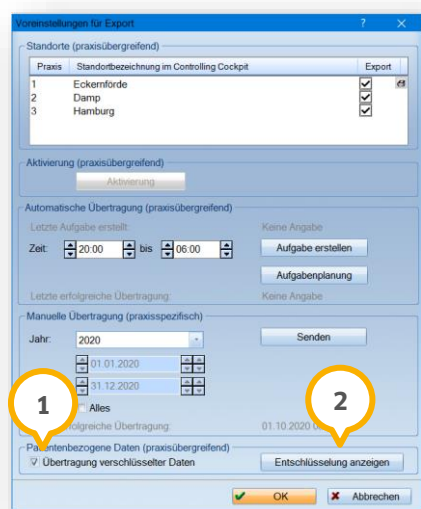 Voreinstellungen für Export ? X
Standorte (praxisübergreifend)
Praxis Standortbezeichnung im Controlling Cockpit Export
1 Eckernförde
2 Damp
3 Hamburg
Aktivierung (praxisübergreifend)
Aktivierung
Automatische Übertragung (praxisübergreifend)
Letzte Aufgabe erstellt: Keine Angabe
Zeit: 20:00 bis 06:00 Aufgabe erstellen
Aufgabenplanung
Letzte erfolgreiche Übertragung: Keine Angabe
Manuelle Übertragung (praxisspezifisch)
Jahr: 2020 Senden
01.01.2020
31.12.2020
Alles
1 2
erfolgreiche Übertragung: 01.10.2020
Patientenbezogene Daten (praxisübergreifend)
Übertragung verschlüsselter Daten Entschlüsselung anzeigen
OK Abbrechen